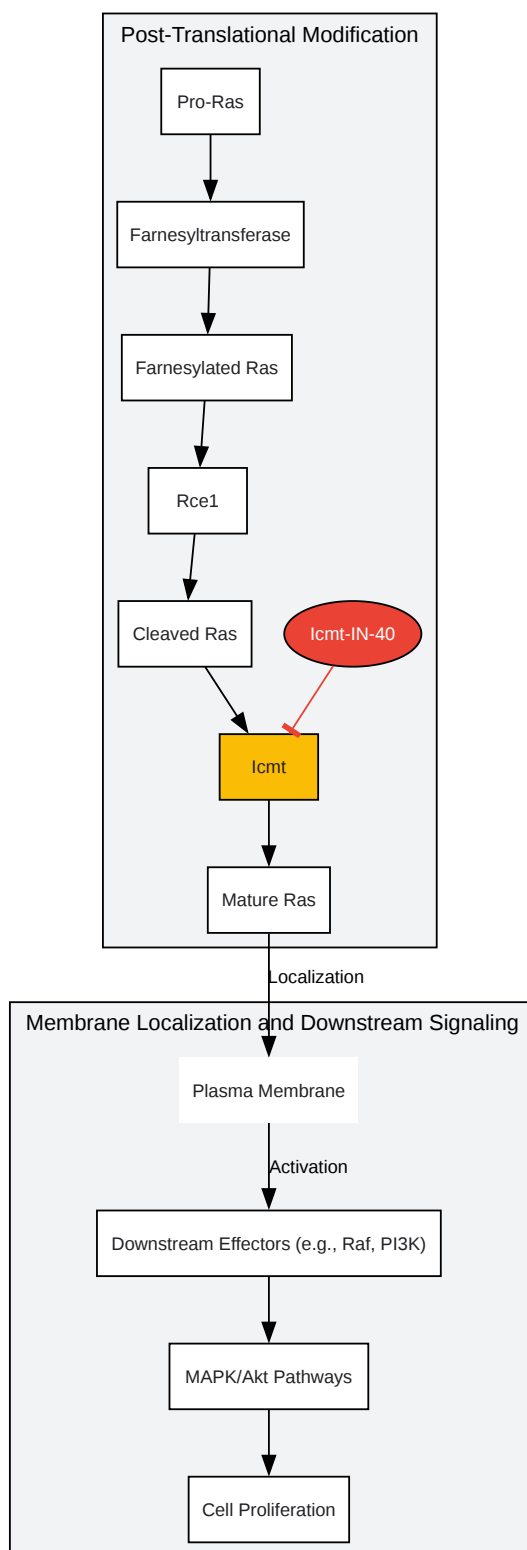 Post-Translational Modification
Pro-Ras
Farnesyltransferase
Farnesylated Ras
Rce1
Cleaved Ras
Icmt-IN-40
Icmt
Mature Ras
Localization
Membrane Localization and Downstream Signaling
Plasma Membrane
Activation
Downstream Effectors (e.g., Raf, PI3K)
MAPK/Akt Pathways
Cell Proliferation